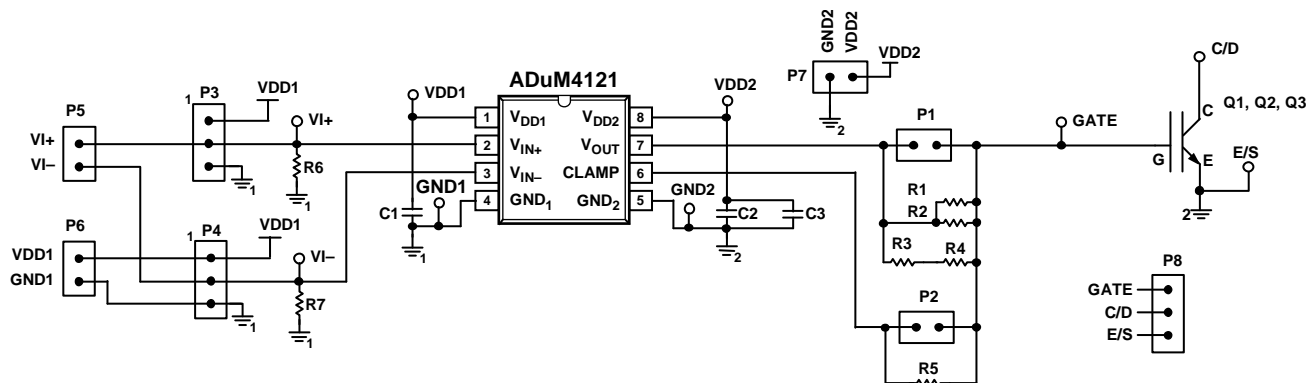 GND2
VDD2
VDD2
P7
2
C/D
ADuM4121
P5
P3
1
VDD1
VI+
VDD1
VDD2
P1
GATE
C
Q1, Q2, Q3
VI+
VI–
1
R6
1
1 VDD1 VDD2 8
2 VIN+ VOUT 7
3 VIN– CLAMP 6
4 GND1 GND2 5
G
E
E/S
2
GND1
C1
1
GND2
C2
C3
2
R1
R2
R3
R4
P6
P4
1
VDD1
VI–
VDD1
GND1
1
R7
1
P2
R5
P8
GATE
C/D
E/S